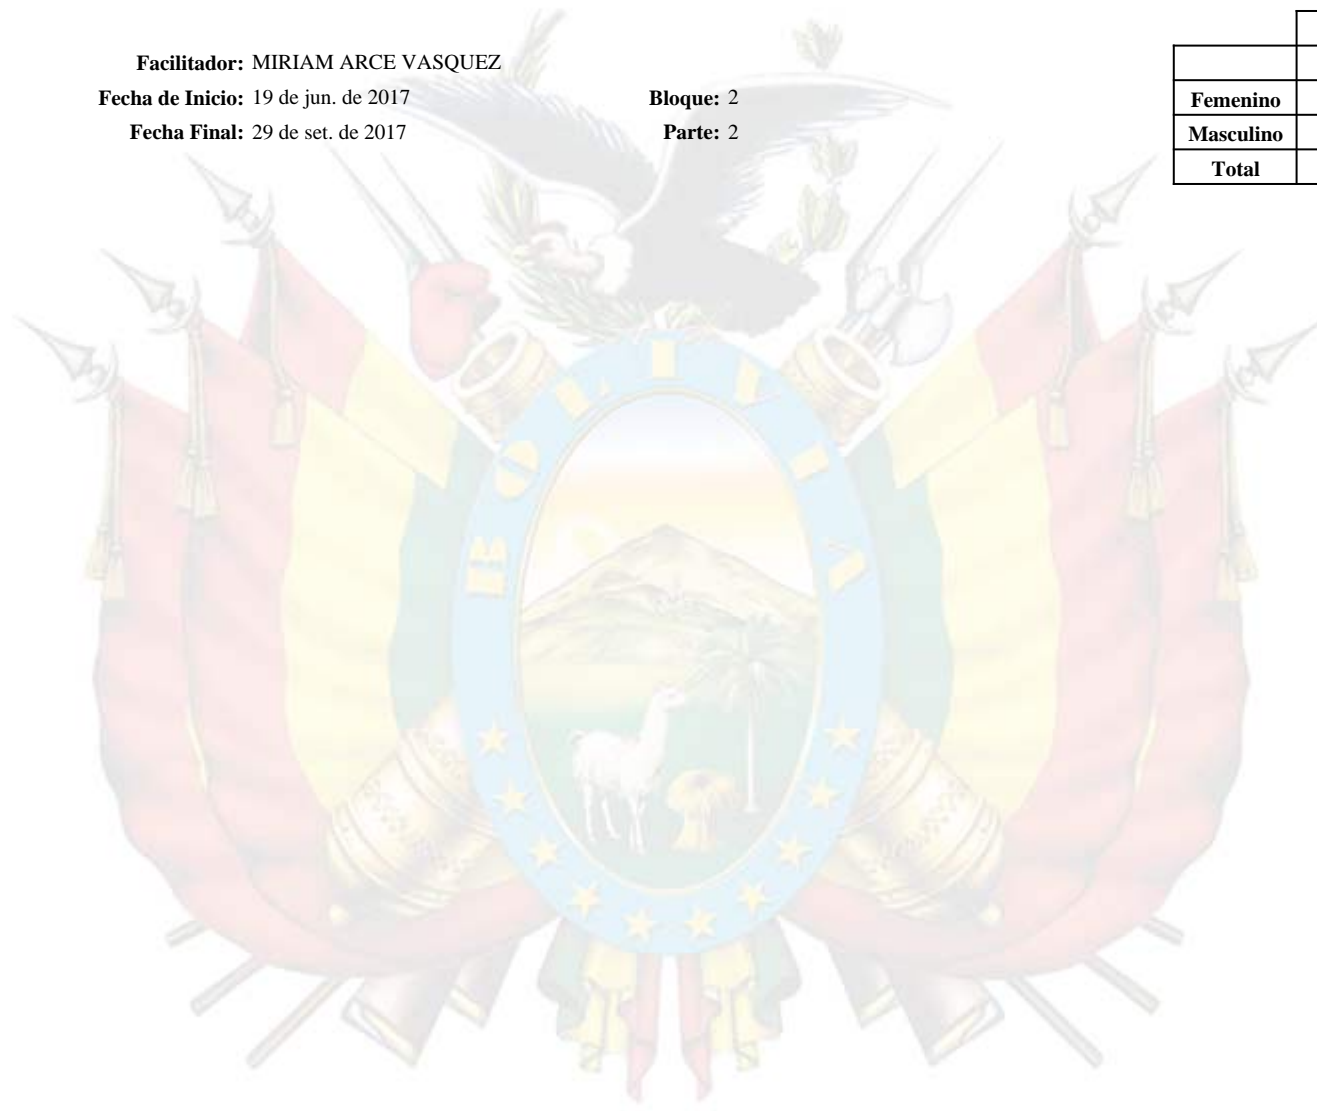 Facilitador: MIRIAM ARCE VASQUEZ
Fecha de Inicio: 19 de jun. de 2017 Bloque: 2
Fecha Final: 29 de set. de 2017 Parte: 2
Femenino
Masculino
Total
BOLIVIA